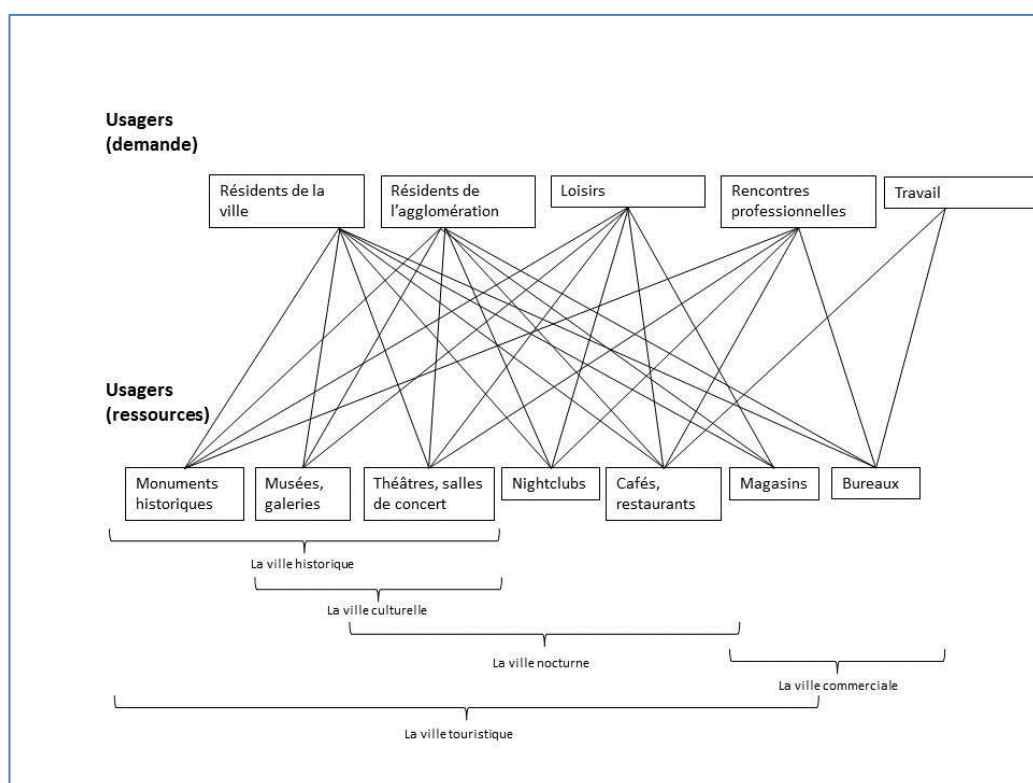 Usagers
(demande)
Résidents de la
ville
Résidents de
l’agglomération
Loisirs
Rencontres
professionnelles
Travail
Usagers
(ressources)
Monuments
historiques
Musées,
galeries
Théâtres, salles
de concert
Nightclubs
Cafés,
restaurants
Magasins
Bureaux
La ville historique
La ville culturelle
La ville nocturne
La ville commerciale
La ville touristique